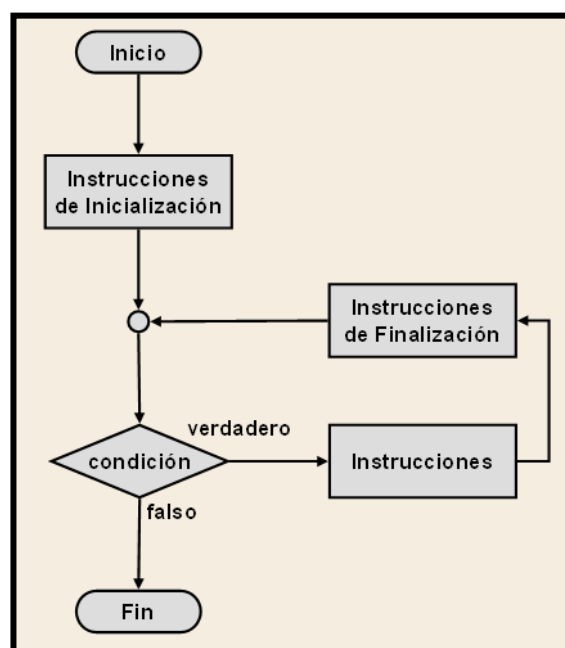 Inicio
Instrucciones
de Inicialización
Instrucciones
de Finalización
verdadero
condición
Instrucciones
falso
Fin